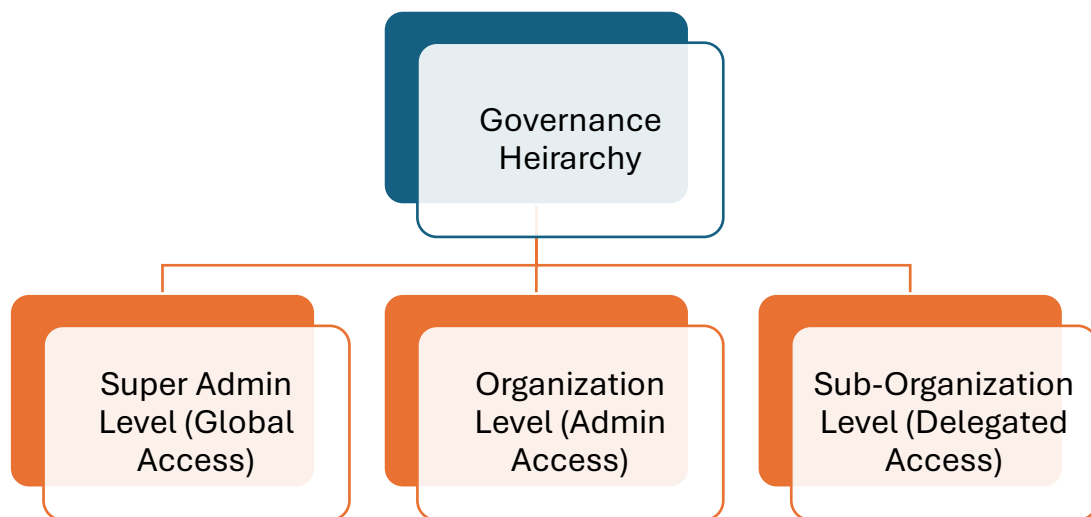 Governance
Heirarchy
Super Admin
Level (Global
Access)
Organization
Level (Admin
Access)
Sub-Organization
Level (Delegated
Access)